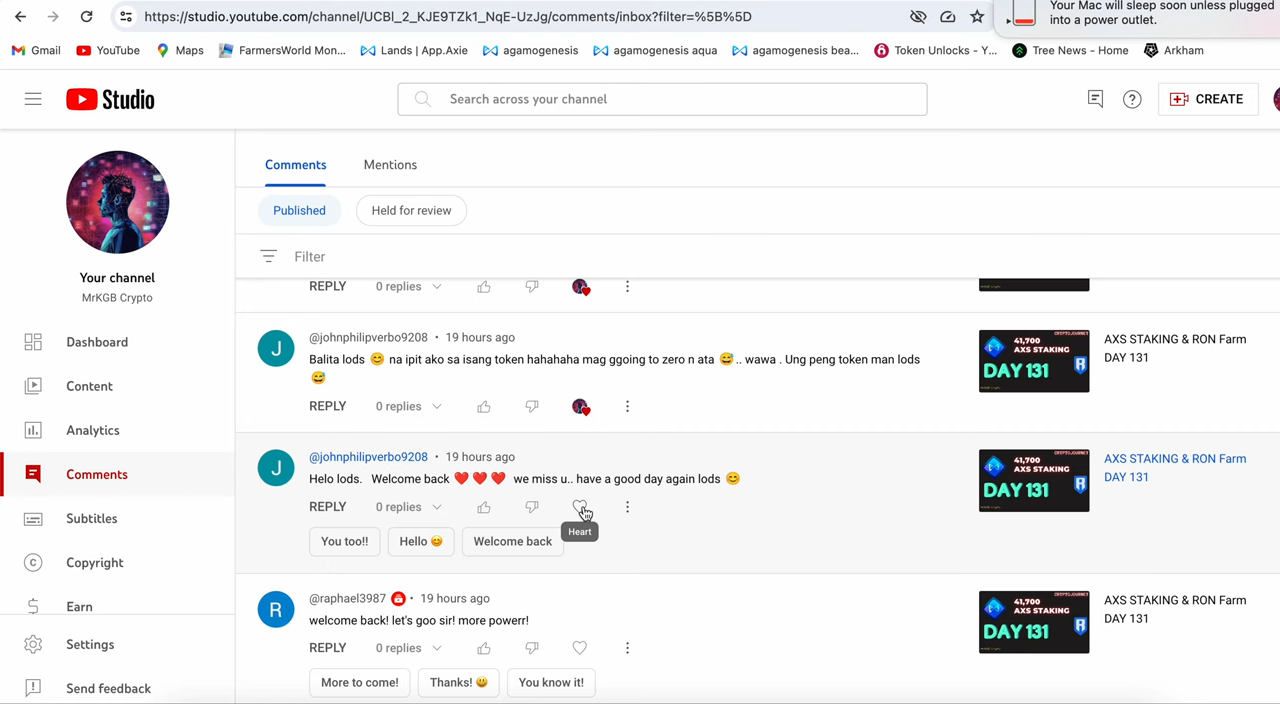 https://studio.youtube.com/channel/UCBl_2_KJE9TZk1_NqE-UzJg/comments/inbox?filter=%5B%5D
Your Mac will sleep soon unless plugged
into a power outlet.
Gmail YouTube Maps FarmersWorld Mon... Lands | App.Axie agamogenesis agamogenesis aqua agamogenesis bea... Token Unlocks - Y... Tree News - Home Arkham
Studio
Search across your channel
CREATE
Your channel
MrKGB Crypto
Dashboard
Content
Analytics
Comments
Subtitles
Copyright
Earn
Settings
Send feedback
Comments Mentions
Published Held for review
Filter
REPLY 0 replies
@johnphilipverbo9208 • 19 hours ago
Batra lods 😊 na ipit ako sa isang token hahahaha mag ggoing to zero n ata 😅.. wawa . Ung peng token man lods
😅
REPLY 0 replies
41,700
AXS STAKING
DAY 131
AXS STAKING & RON Farm
DAY 131
@johnphilipverbo9208 • 19 hours ago
Helo lods. Welcome back ❤️ ❤️ ❤️ we miss u.. have a good day again lods 😊
REPLY 0 replies
Heart
You too!! Hello 😊 Welcome back
41,700
AXS STAKING
DAY 131
AXS STAKING & RON Farm
DAY 131
@raphael3987 • 19 hours ago
welcome back! let's goo sir! more powerr!
REPLY 0 replies
More to come! Thanks! 😃 You know it!
41,700
AXS STAKING
DAY 131
AXS STAKING & RON Farm
DAY 131